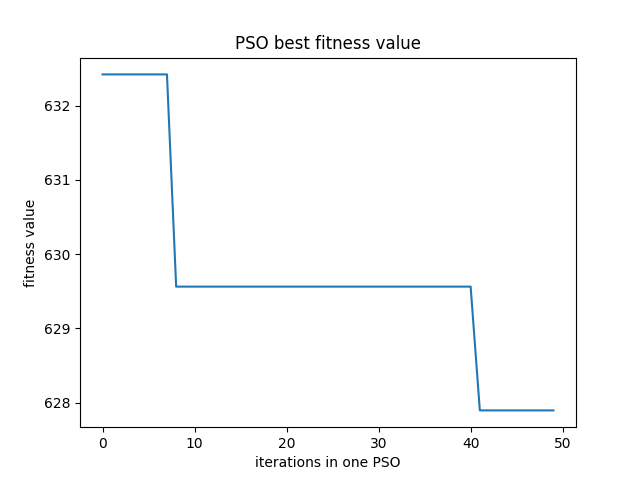 PSO best fitness value
632
631
630
629
628
fitness value
0 10 20 30 40 50
iterations in one PSO